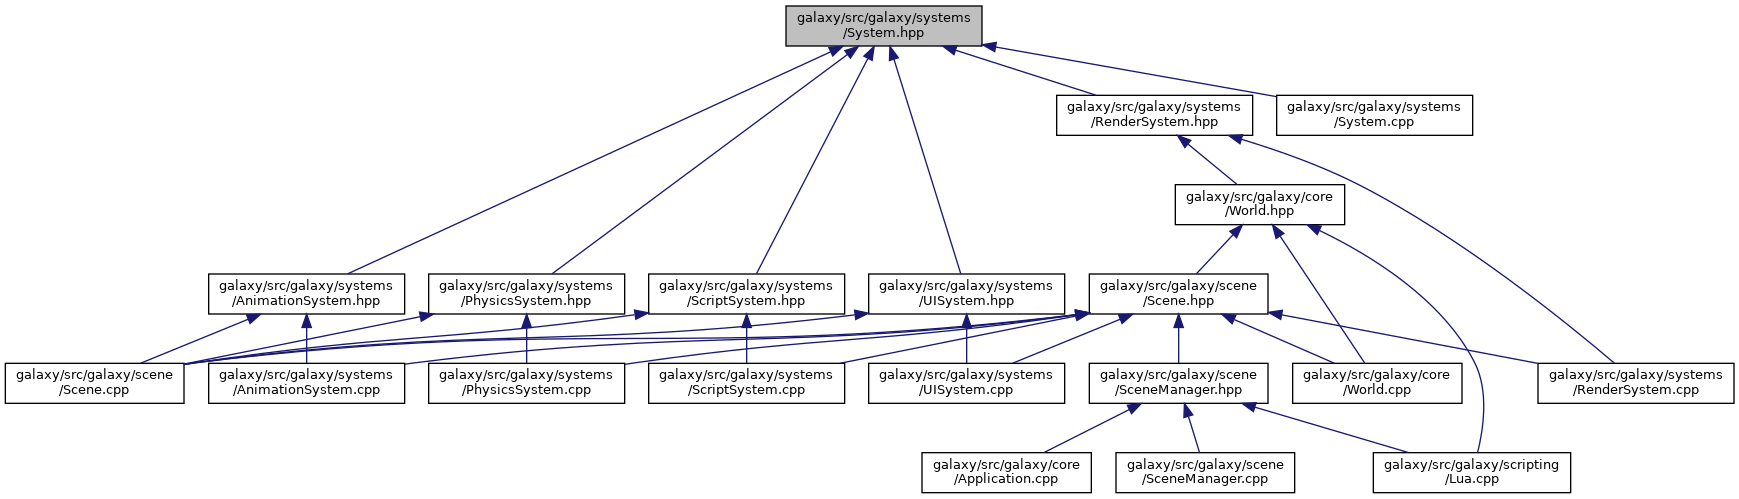 galaxy/src/galaxy/systems
/System.hpp
galaxy/src/galaxy/systems
/RenderSystem.hpp
galaxy/src/galaxy/systems
/System.cpp
galaxy/src/galaxy/core
/World.hpp
galaxy/src/galaxy/systems
/AnimationSystem.hpp
galaxy/src/galaxy/systems
/PhysicsSystem.hpp
galaxy/src/galaxy/systems
/ScriptSystem.hpp
galaxy/src/galaxy/systems
/UISystem.hpp
galaxy/src/galaxy/scene
/Scene.hpp
galaxy/src/galaxy/scene
/Scene.cpp
galaxy/src/galaxy/systems
/AnimationSystem.cpp
galaxy/src/galaxy/systems
/PhysicsSystem.cpp
galaxy/src/galaxy/systems
/ScriptSystem.cpp
galaxy/src/galaxy/systems
/UISystem.cpp
galaxy/src/galaxy/scene
/SceneManager.hpp
galaxy/src/galaxy/core
/World.cpp
galaxy/src/galaxy/systems
/RenderSystem.cpp
galaxy/src/galaxy/core
/Application.cpp
galaxy/src/galaxy/scene
/SceneManager.cpp
galaxy/src/galaxy/scripting
/Lua.cpp